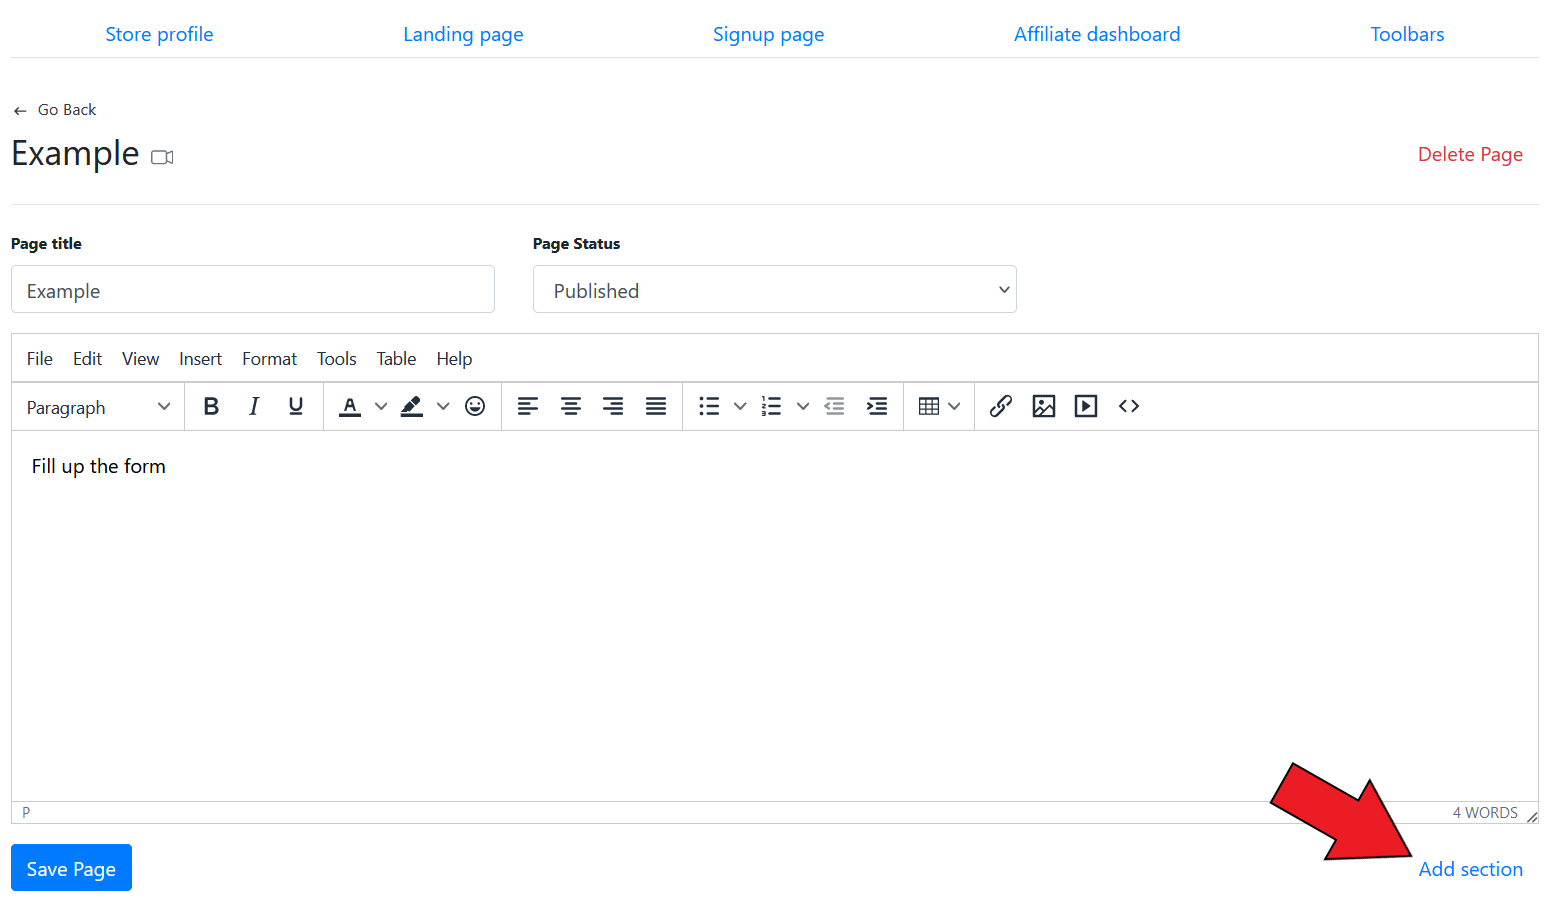 Store profile Landing page Signup page Affiliate dashboard Toolbars
← Go Back
Example
Delete Page
Page title Page Status
Example Published
File Edit View Insert Format Tools Table Help
Paragraph B I U A
Fill up the form
P 4 WORDS
Save Page Add section